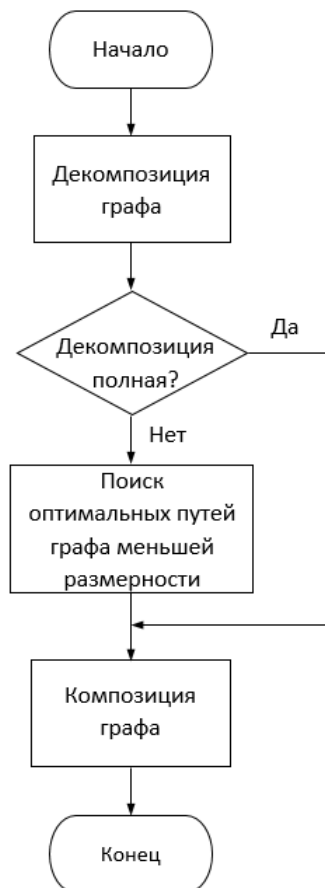 Начало
Декомпозиция
графа
Декомпозиция
полная?
Да
Нет
Поиск
оптимальных путей
графа меньшей
размерности
Композиция
графа
Конец